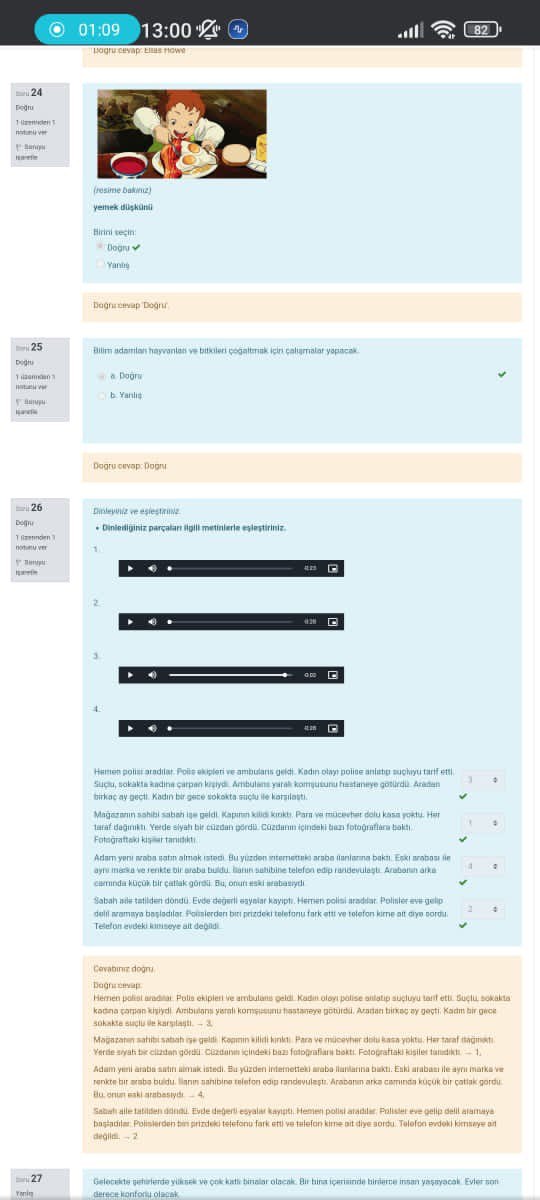 01:09 13:00 82
Doğru cevap: Elias Howe
Soru 24
Doğru
1 üzerinden 1
notunu ver
Soruyu
işaretle
(resime bakınız)
yemek düşkünü
Birini seçin:
Doğru
Yanlış
Doğru cevap 'Doğru'.
Soru 25
Doğru
1 üzerinden 1
notunu ver
Soruyu
işaretle
Bilim adamları hayvanları ve bitkileri çoğaltmak için çalışmalar yapacak.
a. Doğru
b. Yanlış
Doğru cevap: Doğru
Soru 26
Doğru
1 üzerinden 1
notunu ver
Soruyu
işaretle
Dinleyiniz ve eşleştiriniz.
• Dinlediğiniz parçaları ilgili metinlerle eşleştiriniz.
1.
-0:23
2.
-0:28
3.
-0:02
4.
-0:28
Hemen polisi aradılar. Polis ekipleri ve ambulans geldi. Kadın olayı polise anlatıp suçluyu tarif etti.
Suçlu, sokakta kadına çarpan kişiydi. Ambulans yaralı komşusunu hastaneye götürdü. Aradan
birkaç ay geçti. Kadın bir gece sokakta suçlu ile karşılaştı.
3
Mağazanın sahibi sabah işe geldi. Kapının kilidi kırıktı. Para ve mücevher dolu kasa yoktu. Her
taraf dağınıktı. Yerde siyah bir cüzdan gördü. Cüzdanın içindeki bazı fotoğraflara baktı.
Fotoğraftaki kişiler tanıdıktı.
1
Adam yeni araba satın almak istedi. Bu yüzden internetteki araba ilanlarına baktı. Eski arabası ile
aynı marka ve renkte bir araba buldu. İlanın sahibine telefon edip randevulaştı. Arabanın arka
camında küçük bir çatlak gördü. Bu, onun eski arabasıydı.
4
Sabah aile tatilden döndü. Evde değerli eşyalar kayıptı. Hemen polisi aradılar. Polisler eve gelip
delil aramaya başladılar. Polislerden biri prizdeki telefonu fark etti ve telefon kime ait diye sordu.
Telefon evdeki kimseye ait değildi.
2
Cevabınız doğru.
Doğru cevap:
Hemen polisi aradılar. Polis ekipleri ve ambulans geldi. Kadın olayı polise anlatıp suçluyu tarif etti. Suçlu, sokakta
kadına çarpan kişiydi. Ambulans yaralı komşusunu hastaneye götürdü. Aradan birkaç ay geçti. Kadın bir gece
sokakta suçlu ile karşılaştı. → 3,
Mağazanın sahibi sabah işe geldi. Kapının kilidi kırıktı. Para ve mücevher dolu kasa yoktu. Her taraf dağınıktı.
Yerde siyah bir cüzdan gördü. Cüzdanın içindeki bazı fotoğraflara baktı. Fotoğraftaki kişiler tanıdıktı. → 1,
Adam yeni araba satın almak istedi. Bu yüzden internetteki araba ilanlarına baktı. Eski arabası ile aynı marka ve
renkte bir araba buldu. İlanın sahibine telefon edip randevulaştı. Arabanın arka camında küçük bir çatlak gördü.
Bu, onun eski arabasıydı. → 4,
Sabah aile tatilden döndü. Evde değerli eşyalar kayıptı. Hemen polisi aradılar. Polisler eve gelip delil aramaya
başladılar. Polislerden biri prizdeki telefonu fark etti ve telefon kime ait diye sordu. Telefon evdeki kimseye ait
değildi. → 2
Soru 27
Yanlış
Gelecekte şehirlerde yüksek ve çok katlı binalar olacak. Bir bina içerisinde binlerce insan yaşayacak. Evler son
derece konforlu olacak.